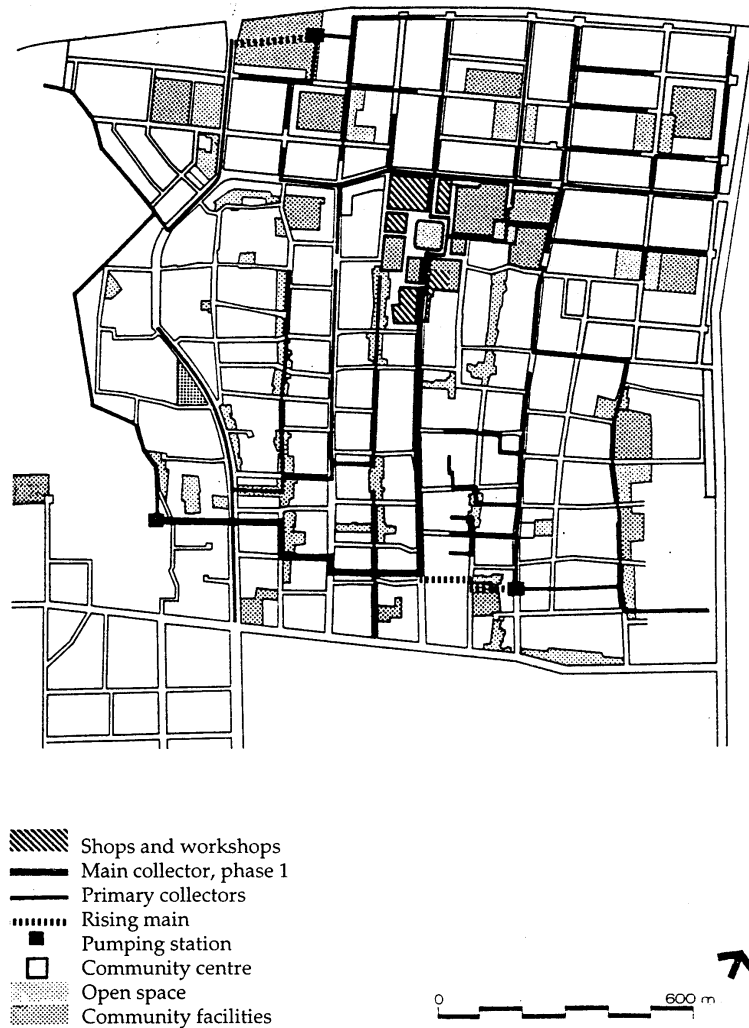 Shops and workshops
Main collector, phase 1
Primary collectors
Rising main
Pumping station
Community centre
Open space
Community facilities
0 600 m